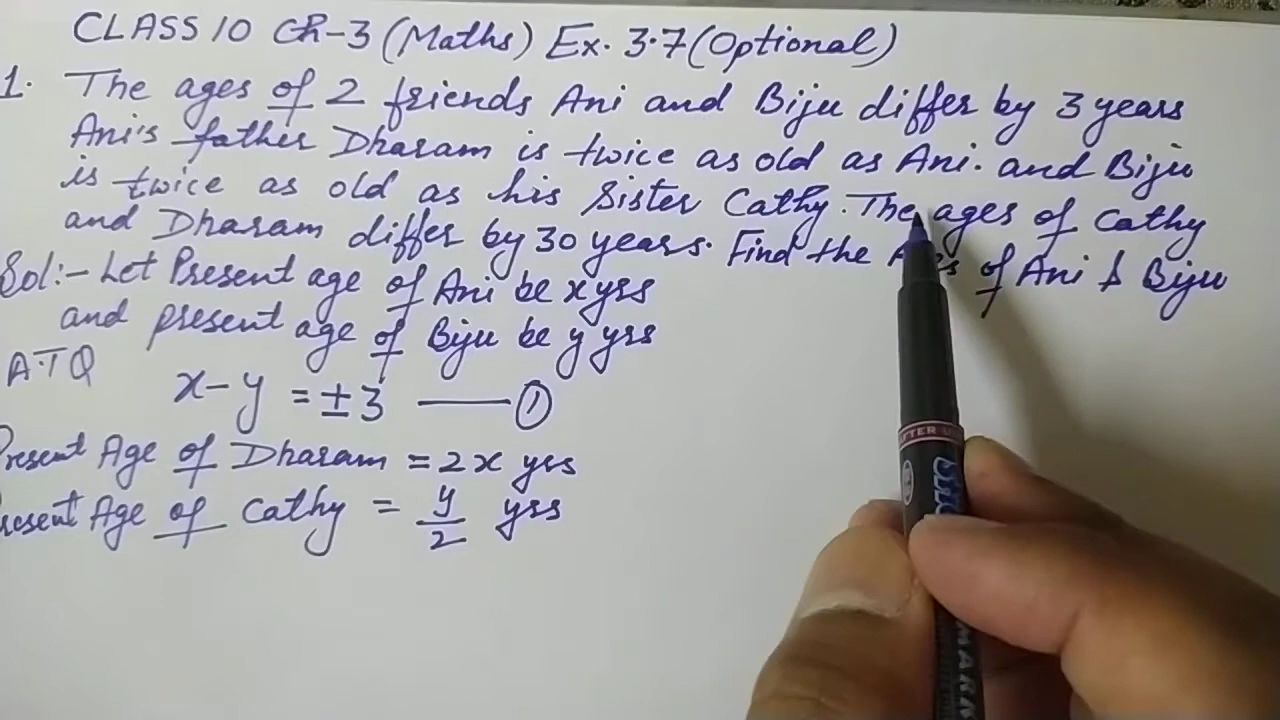 CLASS 10 Ch-3 (Maths) Ex. 3.7 (Optional)
1. The ages of 2 friends Ani and Biju differ by 3 years
Ani's father Dharam is twice as old as Ani. and Biju
is twice as old as his Sister Cathy. The ages of Cathy
and Dharam differ by 30 years. Find the of Ani & Biju
Sol:- Let Present age of Ani be x yrs
and present age of Biju be y yrs
A.T.Q
x - y = ±3 —— ①
Present Age of Dharam = 2x yrs
Present Age of Cathy = y/2 yrs